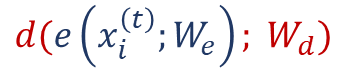 d(e(x_i^{(t)}; W_e); W_d)